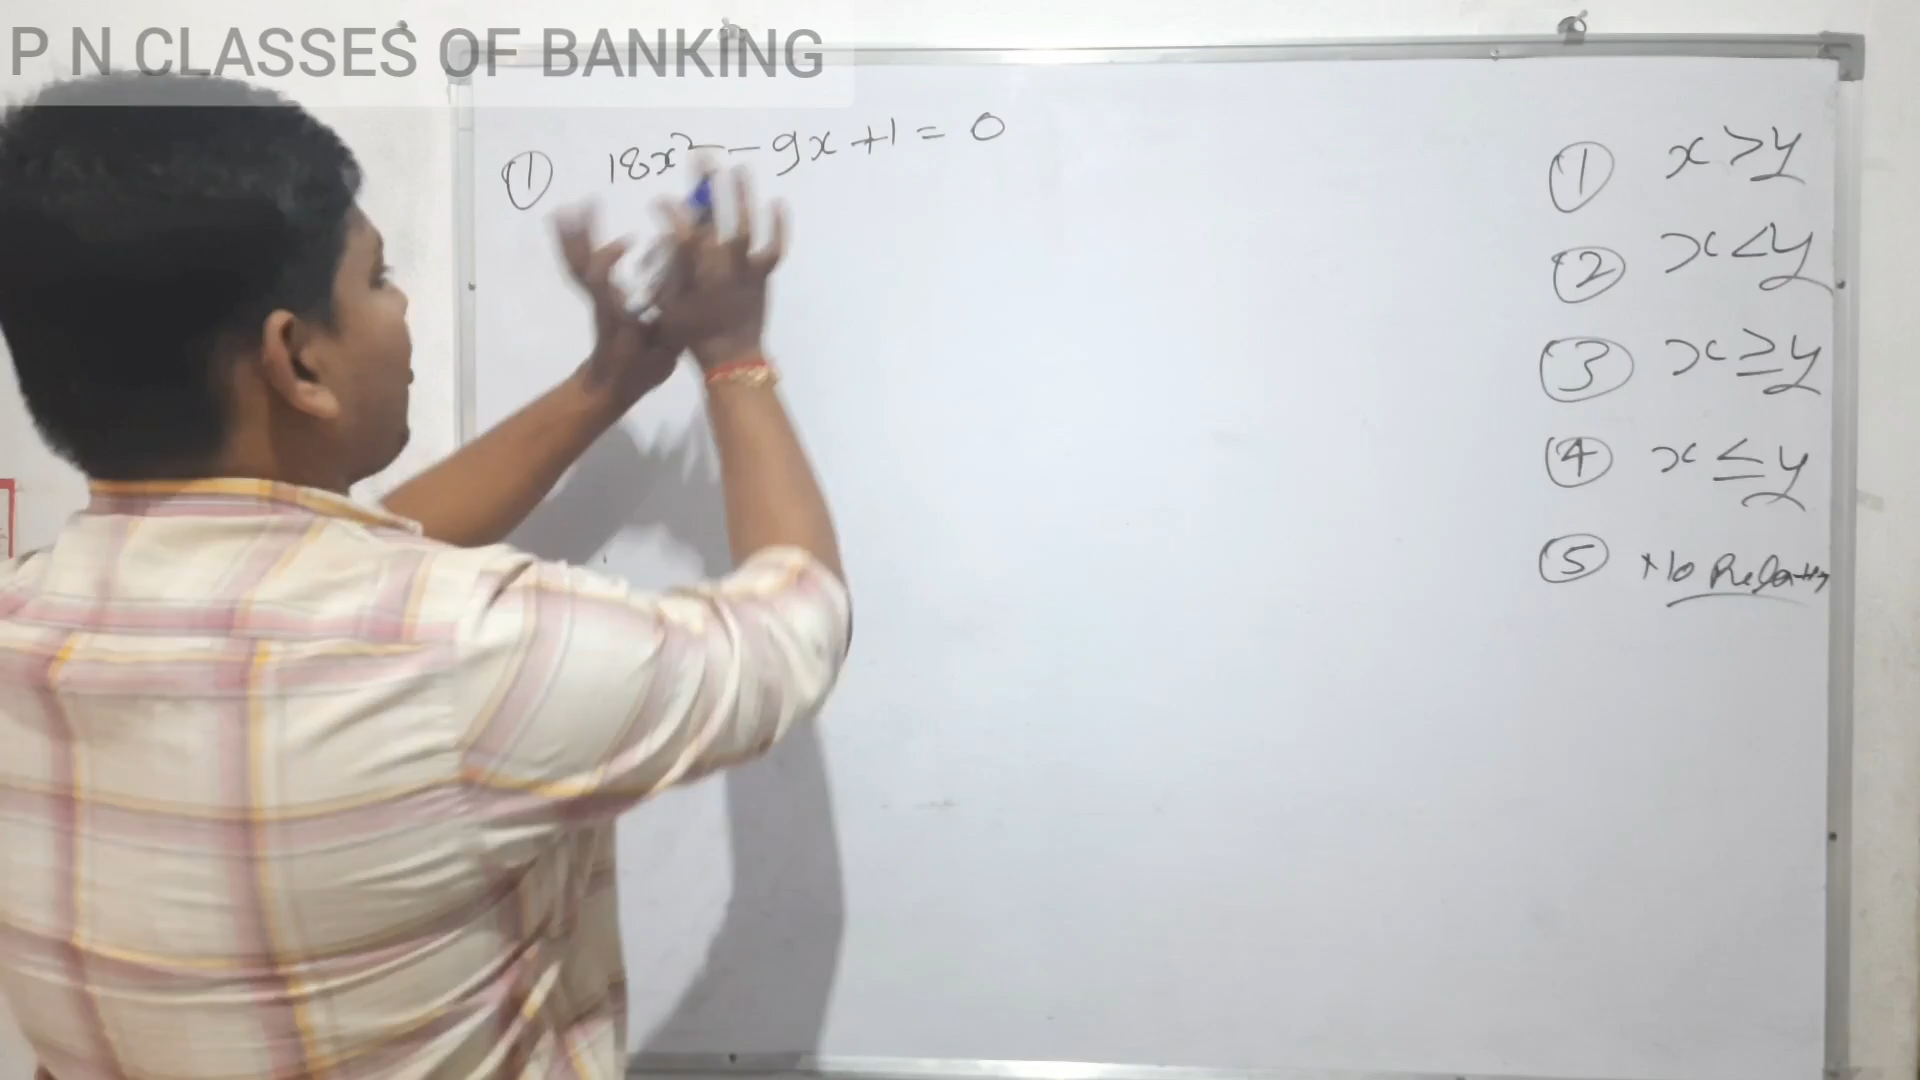 P N CLASSES OF BANKING
① 18x² - 9x + 1 = 0
① x > y
② x < y
③ x ≥ y
④ x ≤ y
⑤ No Relation